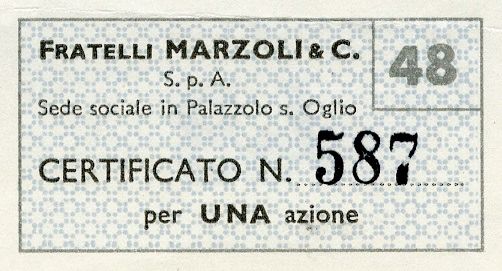 FRATELLI MARZOLI & C.
48
S. p. A.
Sede sociale in Palazzolo s. Oglio
CERTIFICATO N. 587
per UNA azione